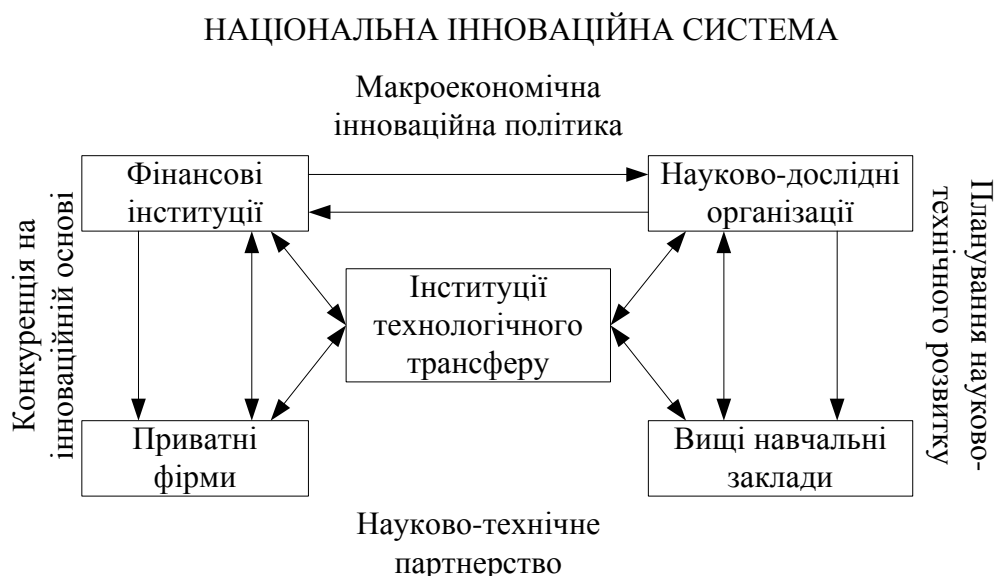 НАЦІОНАЛЬНА ІННОВАЦІЙНА СИСТЕМА
Макроекономічна
інноваційна політика
Фінансові
інституції
Науково-дослідні
організації
Конкуренція на
інноваційній основі
Інституції
технологічного
трансферу
Планування науково-
технічного розвитку
Приватні
фірми
Вищі навчальні
заклади
Науково-технічне
партнерство